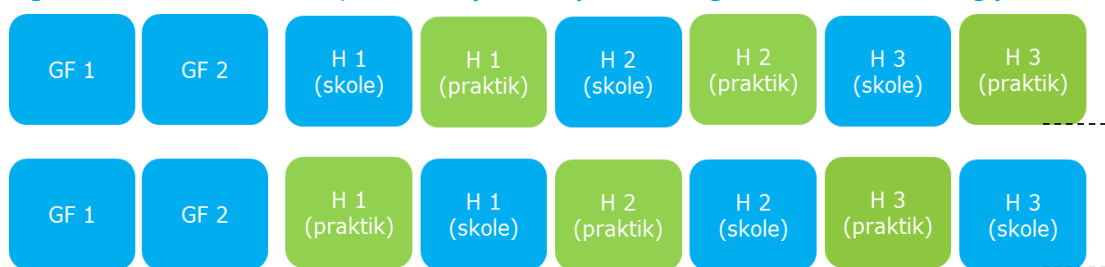 GF 1 GF 2 H 1 H 1 H 2 H 2 H 3 H 3
(skole) (praktik) (skole) (praktik) (skole) (praktik)
GF 1 GF 2 H 1 H 1 H 2 H 2 H 3 H 3
(praktik) (skole) (praktik) (skole) (praktik) (skole)